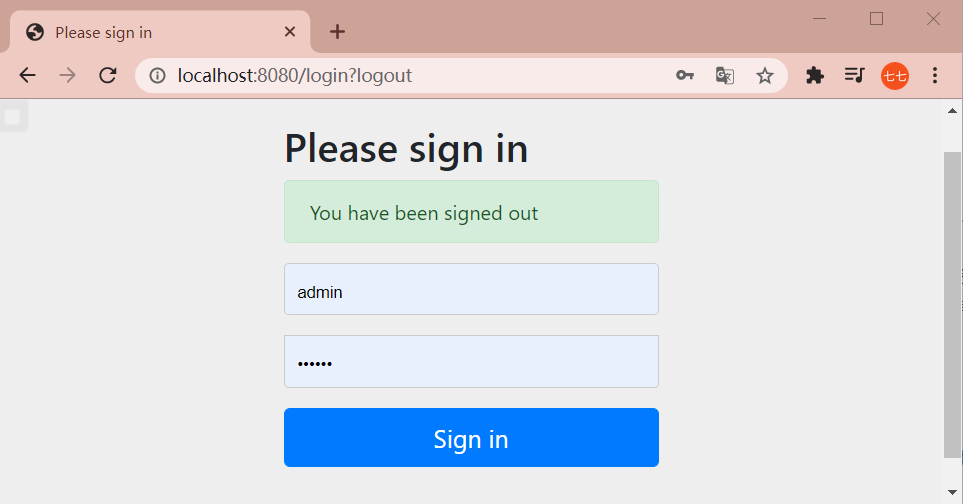 Please sign in
localhost:8080/login?logout
七七
Please sign in
You have been signed out
admin
••••••
Sign in